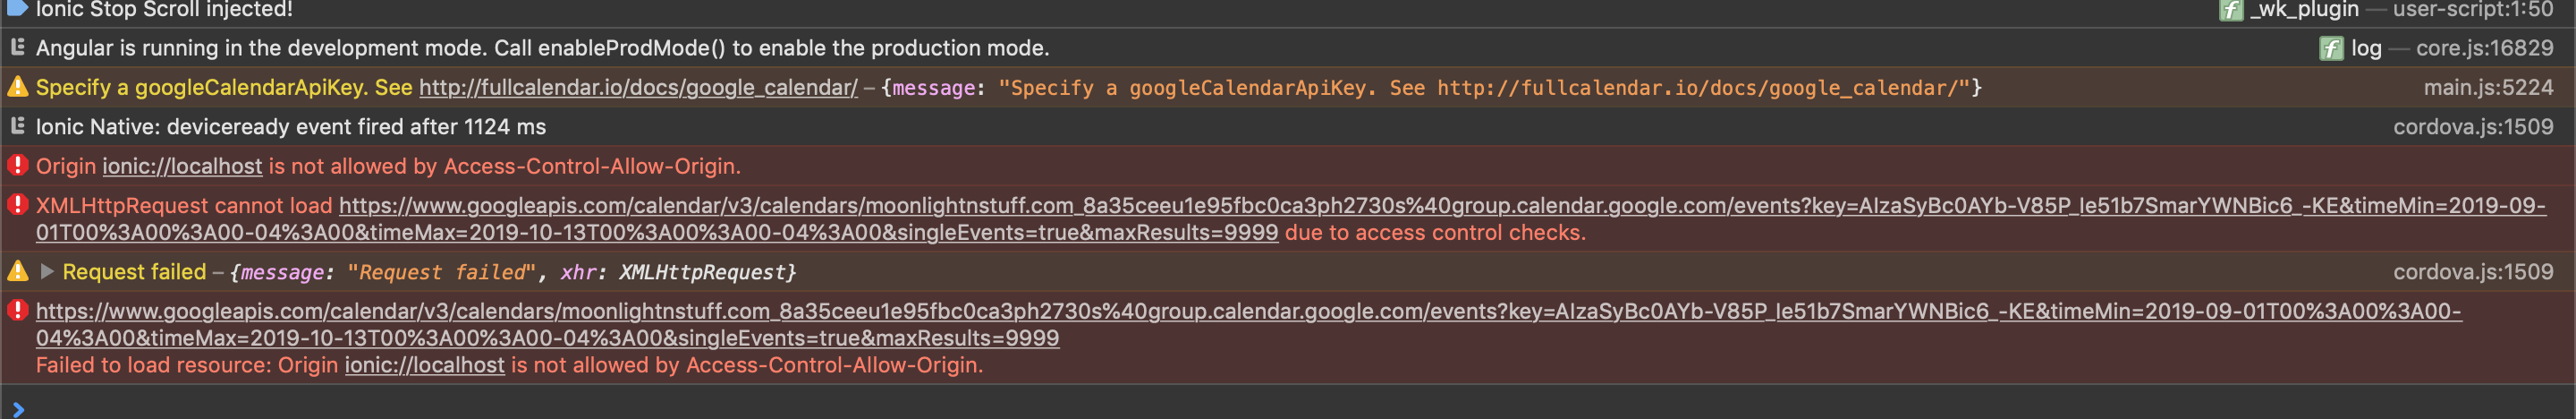 Ionic Stop Scroll injected! _wk_plugin — user-script:1:50
Angular is running in the development mode. Call enableProdMode() to enable the production mode. log — core.js:16829
Specify a googleCalendarApiKey. See http://fullcalendar.io/docs/google_calendar/ – {message: "Specify a googleCalendarApiKey. See http://fullcalendar.io/docs/google_calendar/"} main.js:5224
Ionic Native: deviceready event fired after 1124 ms cordova.js:1509
Origin ionic://localhost is not allowed by Access-Control-Allow-Origin.
XMLHttpRequest cannot load https://www.googleapis.com/calendar/v3/calendars/moonlightnstuff.com_8a35ceeu1e95fbc0ca3ph2730s%40group.calendar.google.com/events?key=AIzaSyBc0AYb-V85P_le51b7SmarYWNBic6_-KE&timeMin=2019-09-
01T00%3A00%3A00-04%3A00&timeMax=2019-10-13T00%3A00%3A00-04%3A00&singleEvents=true&maxResults=9999 due to access control checks.
Request failed – {message: "Request failed", xhr: XMLHttpRequest} cordova.js:1509
https://www.googleapis.com/calendar/v3/calendars/moonlightnstuff.com_8a35ceeu1e95fbc0ca3ph2730s%40group.calendar.google.com/events?key=AIzaSyBc0AYb-V85P_le51b7SmarYWNBic6_-KE&timeMin=2019-09-01T00%3A00%3A00-
04%3A00&timeMax=2019-10-13T00%3A00%3A00-04%3A00&singleEvents=true&maxResults=9999
Failed to load resource: Origin ionic://localhost is not allowed by Access-Control-Allow-Origin.